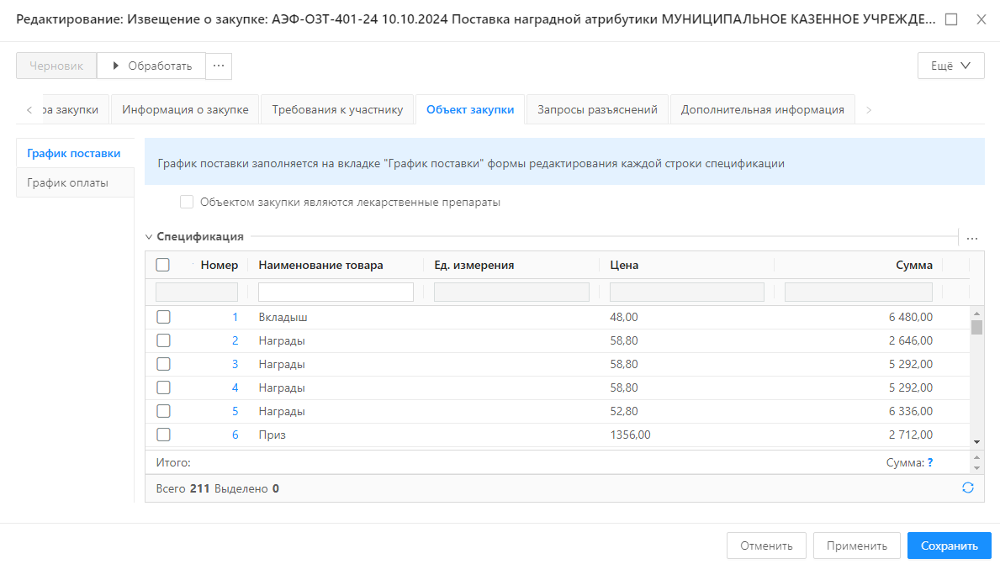 Редактирование: Извещение о закупке: АЭФ-ОЗТ-401-24 10.10.2024 Поставка наградной атрибутики МУНИЦИПАЛЬНОЕ КАЗЕННОЕ УЧРЕЖДЕ...
Черновик Обработать ... Ещё
ра закупки Информация о закупке Требования к участнику Объект закупки Запросы разъяснений Дополнительная информация
График поставки
График оплаты
График поставки заполняется на вкладке "График поставки" формы редактирования каждой строки спецификации
Объектом закупки являются лекарственные препараты
Спецификация ...
Номер Наименование товара Ед. измерения Цена Сумма
1 Вкладыш 48,00 6 480,00
2 Награды 58,80 2 646,00
3 Награды 58,80 5 292,00
4 Награды 58,80 5 292,00
5 Награды 52,80 6 336,00
6 Приз 1356,00 2 712,00
Итого: Сумма: ?
Всего 211 Выделено 0
Отменить Применить Сохранить